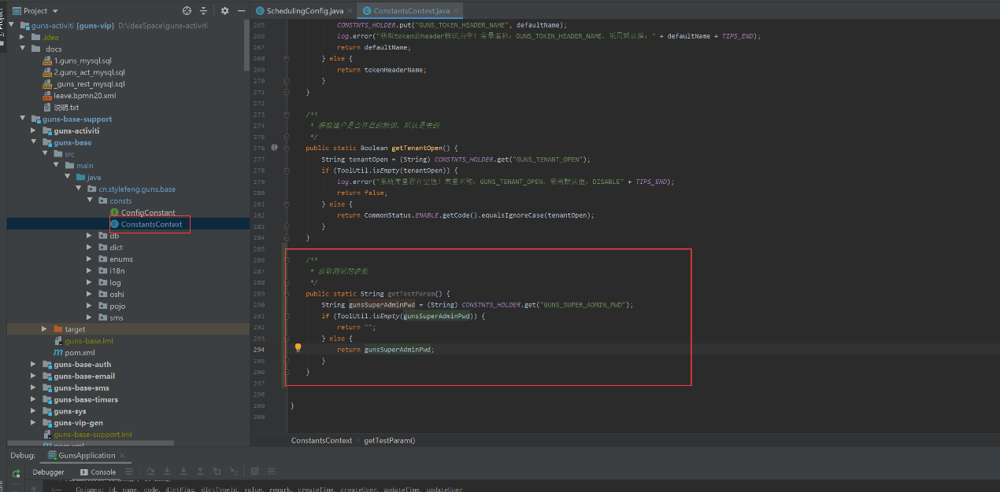 Project
SchedulingConfig.java
ConstantsContext.java
1: Project
guns-activiti [guns-vip] D:\ideaSpace\guns-activiti
.idea
docs
1.guns_mysql.sql
2.guns_act_mysql.sql
_guns_rest_mysql.sql
leave.bpmn20.xml
说明.txt
guns-base-support
guns-activiti
guns-base
src
main
java
cn.stylefeng.guns.base
consts
ConfigConstant
ConstantsContext
db
dict
enums
i18n
log
oshi
pojo
sms
target
guns-base.iml
pom.xml
guns-base-auth
guns-base-email
guns-base-sms
guns-base-timers
guns-sys
guns-vip-gen
guns-base-support.iml
pom.xml
265 CONSTNTS_HOLDER.put("GUNS_TOKEN_HEADER_NAME", defaultName);
266 Log.error("获取token的header标识为空！常量名称：GUNS_TOKEN_HEADER_NAME，采用默认值：" + defaultName + TIPS_END);
267 return defaultName;
268 } else {
269 return tokenHeaderName;
270 }
271 }
272
273 /**
274 * 获取租户是否开启的标识，默认是关的
275 */
276 public static Boolean getTenantOpen() {
277 String tenantOpen = (String) CONSTNTS_HOLDER.get("GUNS_TENANT_OPEN");
278 if (ToolUtil.isEmpty(tenantOpen)) {
279 Log.error("系统常量存在空值！常量名称：GUNS_TENANT_OPEN，采用默认值：DISABLE" + TIPS_END);
280 return false;
281 } else {
282 return CommonStatus.ENABLE.getCode().equalsIgnoreCase(tenantOpen);
283 }
284 }
285
286 /**
287 * 获取测试的参数
288 */
289 public static String getTestParam() {
290 String gunsSuperAdminPwd = (String) CONSTNTS_HOLDER.get("GUNS_SUPER_ADMIN_PWD");
291 if (ToolUtil.isEmpty(gunsSuperAdminPwd)) {
292 return "";
293 } else {
294 return gunsSuperAdminPwd;
295 }
296 }
297
298
299 }
300
ConstantsContext › getTestParam()
Debug: GunsApplication
Debugger Console
<== Columns: id, name, code, dictFlag, dictTypeId, value, remark, createTime, createUser, updateTime, updateUser